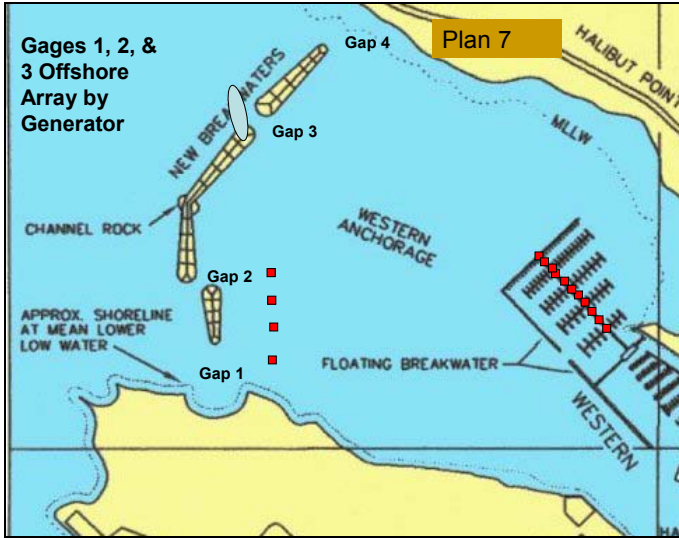 Gages 1, 2, &
3 Offshore
Array by
Generator
Gap 4
Plan 7
HALIBUT POINT
NEW BREAKWATERS
Gap 3
MLLW
CHANNEL ROCK
WESTERN
ANCHORAGE
Gap 2
APPROX. SHORELINE
AT MEAN LOWER
LOW WATER
Gap 1
FLOATING BREAKWATER
WESTERN
HA